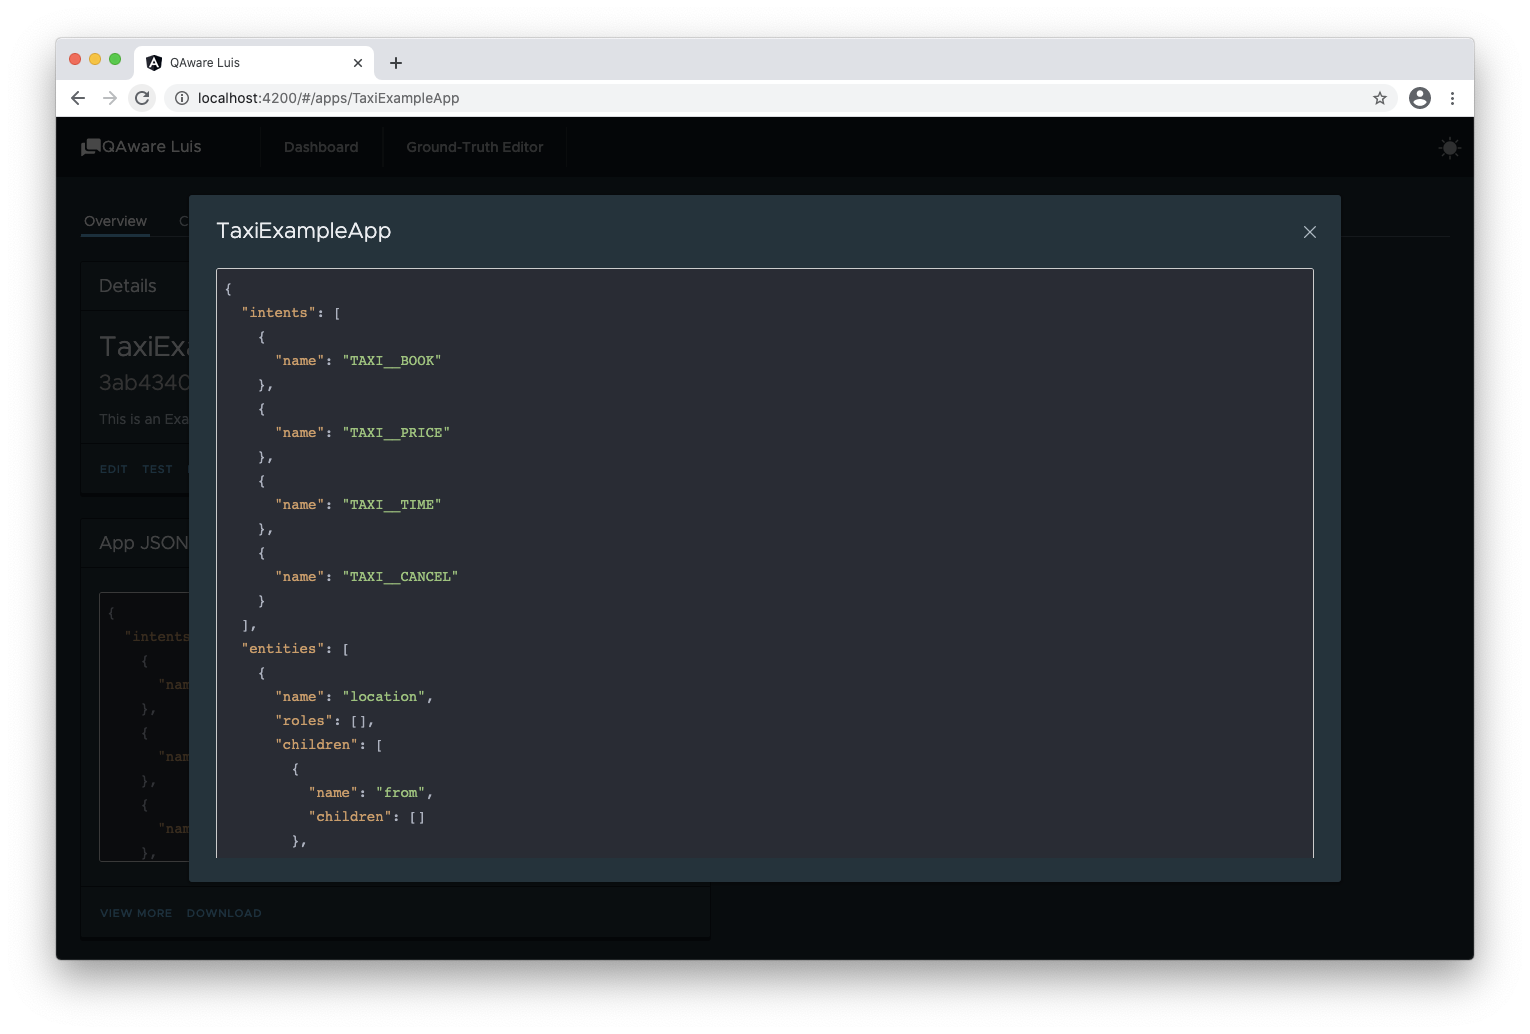 QAware Luis
localhost:4200/#/apps/TaxiExampleApp
QAware Luis
Dashboard
Ground-Truth Editor
Overview
TaxiExampleApp
{
"intents": [
{
"name": "TAXI__BOOK"
},
{
"name": "TAXI__PRICE"
},
{
"name": "TAXI__TIME"
},
{
"name": "TAXI__CANCEL"
}
],
"entities": [
{
"name": "location",
"roles": [],
"children": [
{
"name": "from",
"children": []
},
Details
TaxiExa
3ab4340
This is an Exa
EDIT TEST
App JSON
{
"intents
{
"nam
},
{
"nam
},
{
"nam
},
VIEW MORE DOWNLOAD